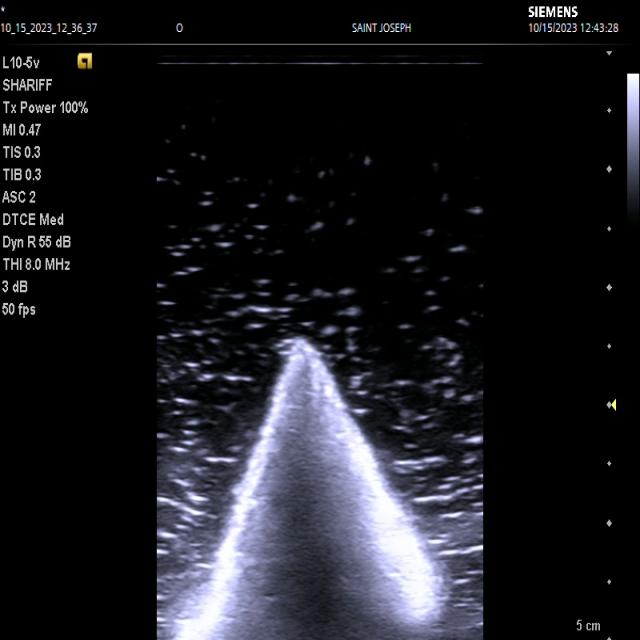 *
SIEMENS
10_15_2023_12_36_37 O SAINT JOSEPH 10/15/2023 12:43:28
L10-5v
SHARIFF
Tx Power 100%
MI 0.47
TIS 0.3
TIB 0.3
ASC 2
DTCE Med
Dyn R 55 dB
THI 8.0 MHz
3 dB
50 fps
5 cm